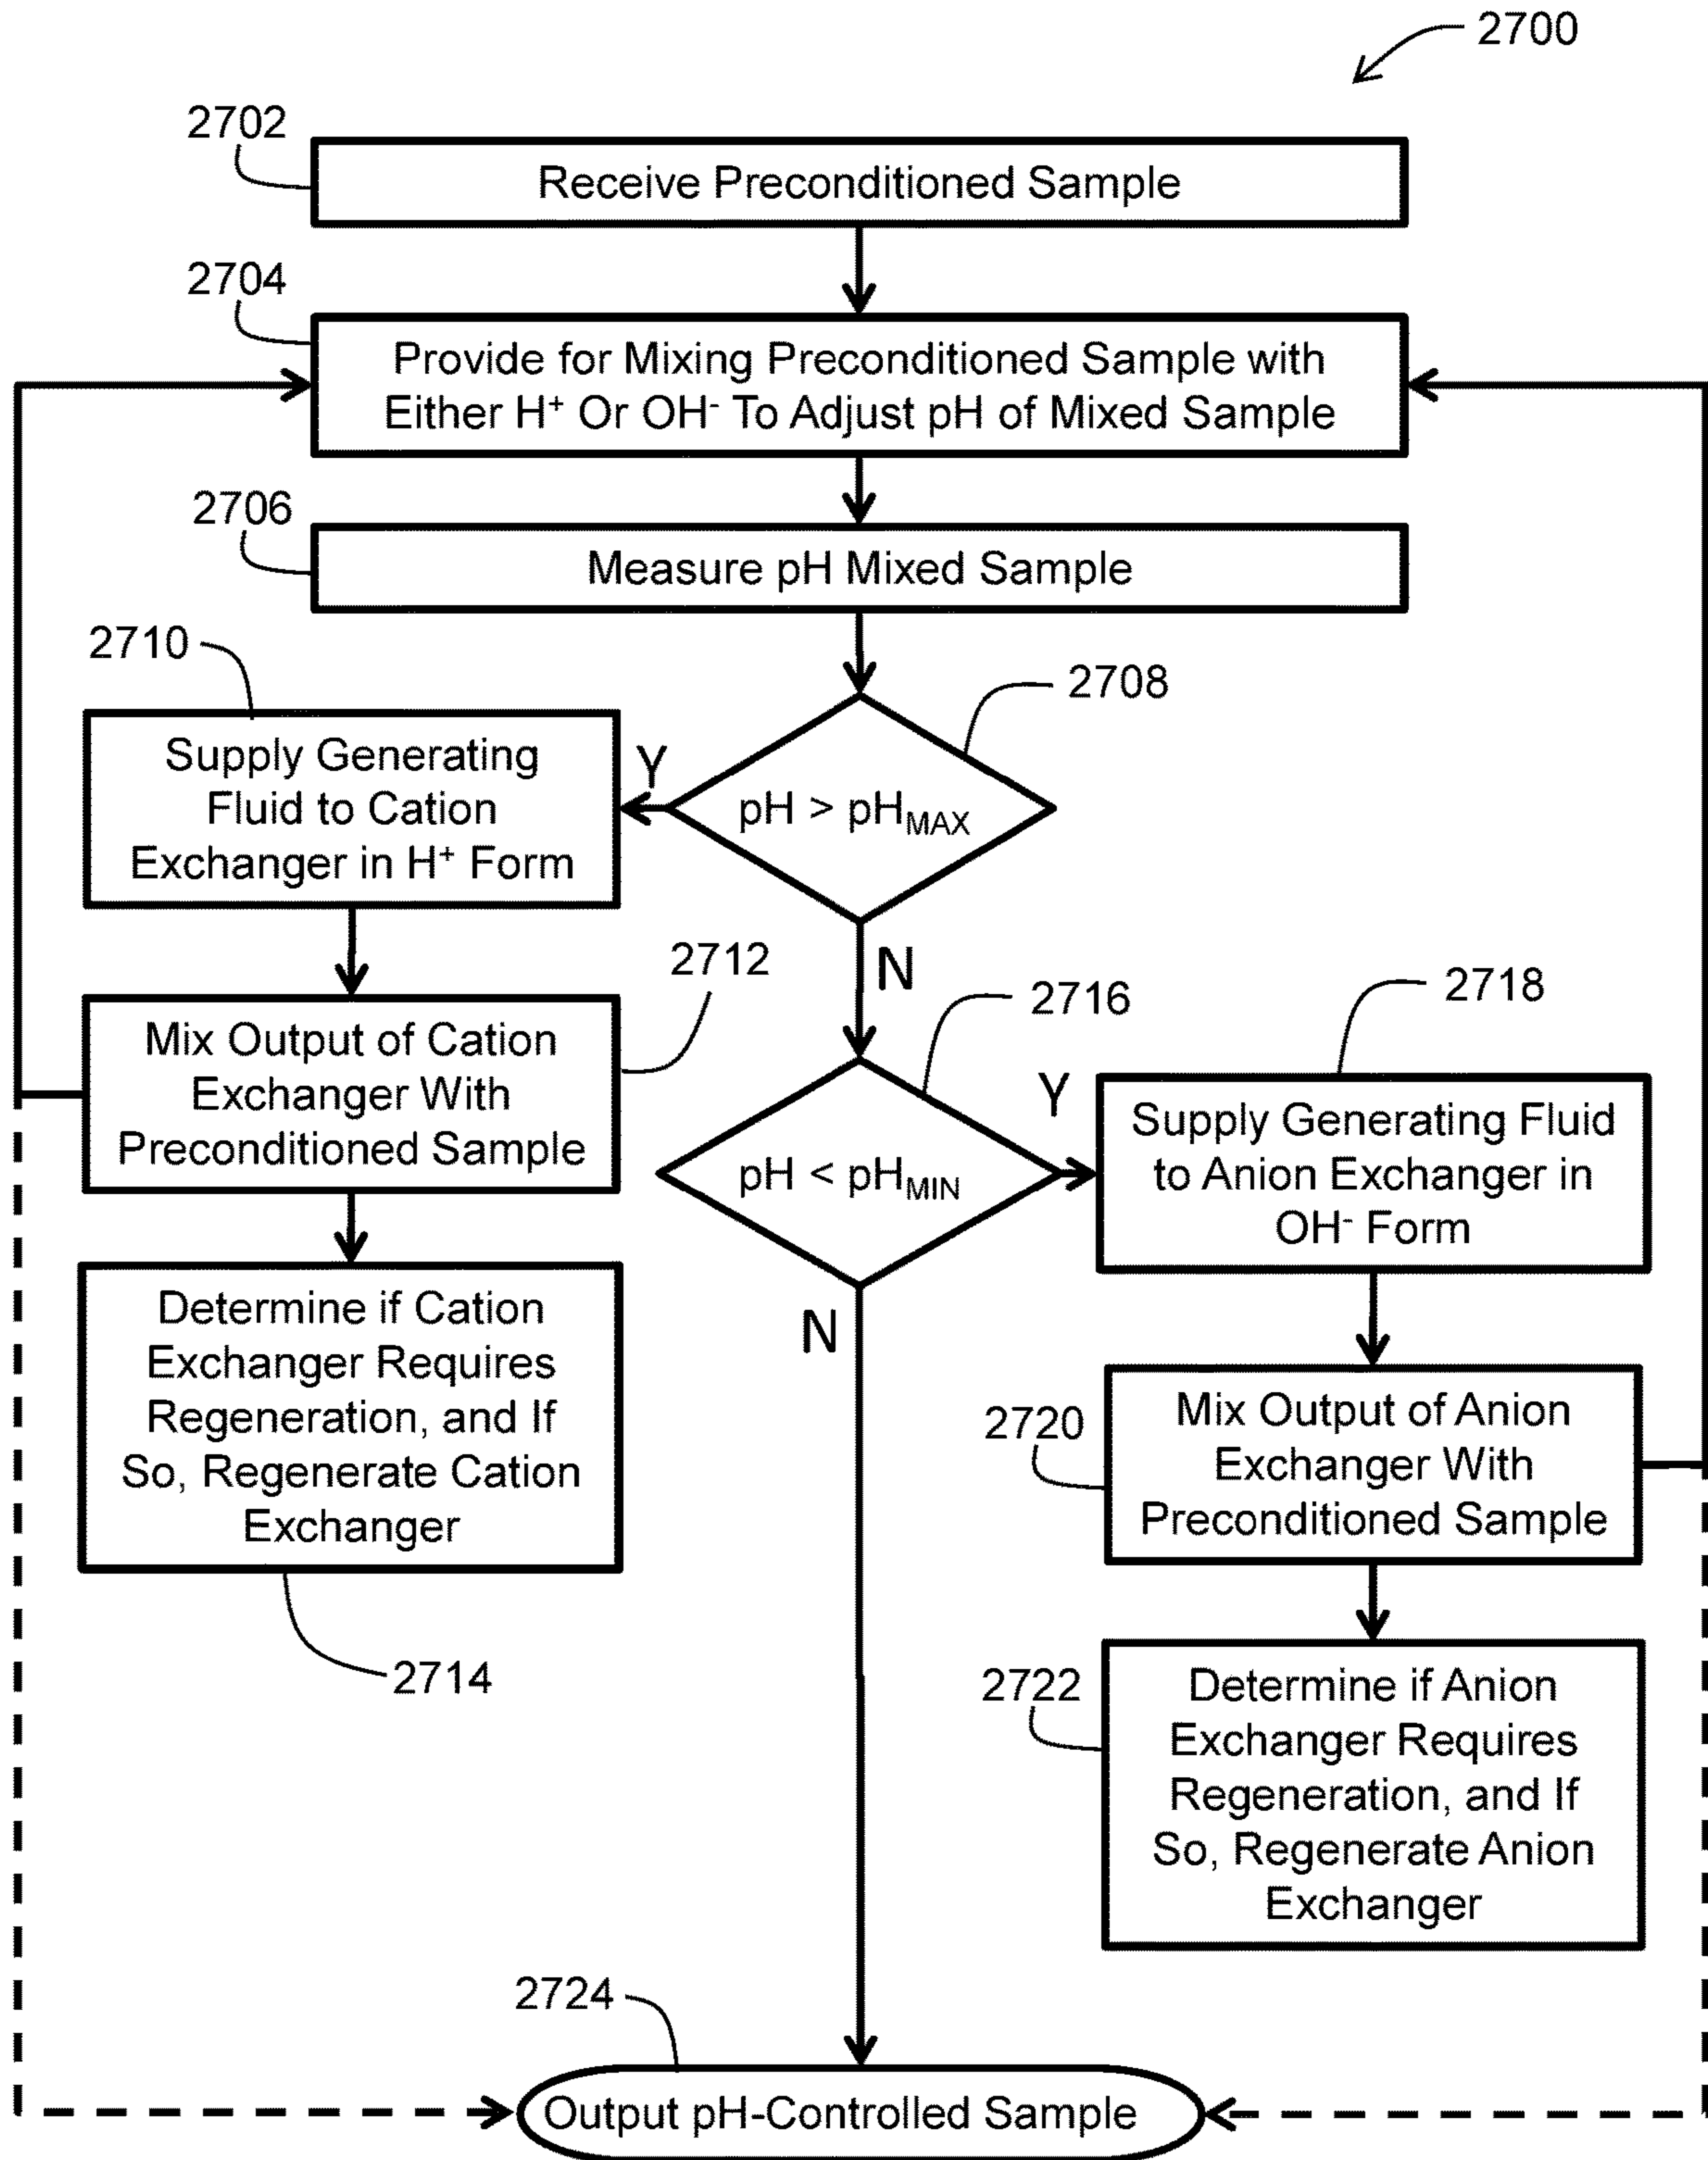 2700
2702
Receive Preconditioned Sample
2704
Provide for Mixing Preconditioned Sample with
Either H⁺ Or OH⁻ To Adjust pH of Mixed Sample
2706
Measure pH Mixed Sample
2710
2708
Supply Generating
Fluid to Cation
Exchanger in H⁺ Form
Y
pH > pHMAX
N
2712
Mix Output of Cation
Exchanger With
Preconditioned Sample
2716
2718
pH < pHMIN
Y
Supply Generating Fluid
to Anion Exchanger in
OH⁻ Form
N
Determine if Cation
Exchanger Requires
Regeneration, and If
So, Regenerate Cation
Exchanger
2714
2720
Mix Output of Anion
Exchanger With
Preconditioned Sample
2722
Determine if Anion
Exchanger Requires
Regeneration, and If
So, Regenerate Anion
Exchanger
2724
Output pH-Controlled Sample